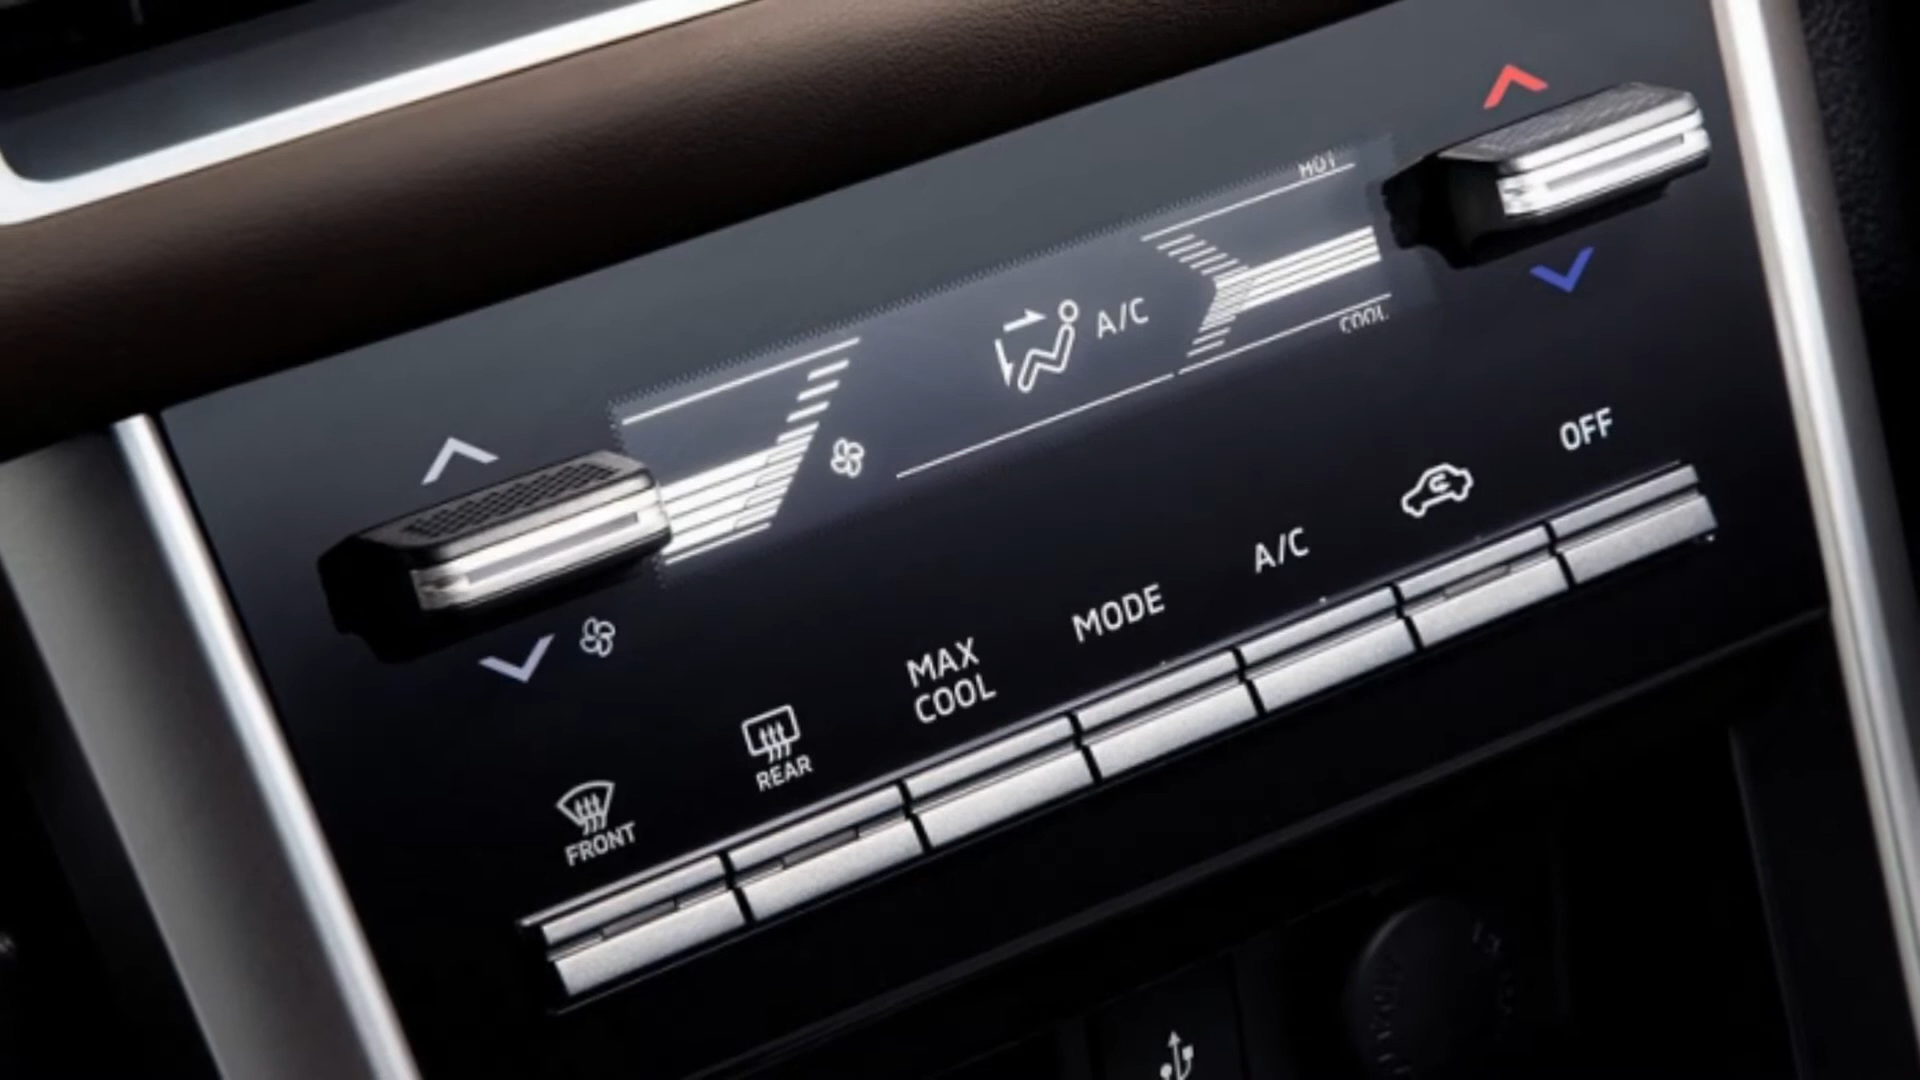 HOT
A/C
COOL
OFF
A/C
MODE
MAX
COOL
REAR
FRONT